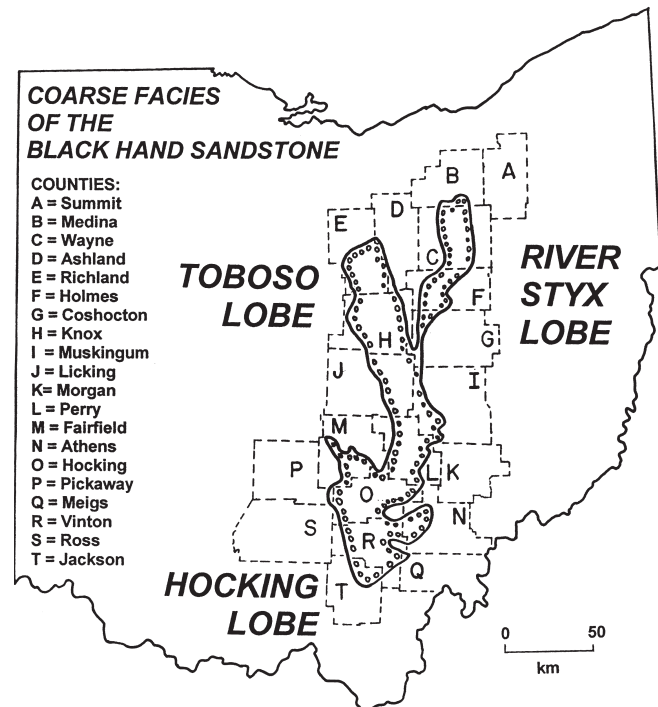 COARSE FACIES
OF THE
BLACK HAND SANDSTONE
COUNTIES:
A = Summit
B = Medina
C = Wayne
D = Ashland
E = Richland
F = Holmes
G = Coshocton
H = Knox
I = Muskingum
J = Licking
K= Morgan
L = Perry
M = Fairfield
N = Athens
O = Hocking
P = Pickaway
Q = Meigs
R = Vinton
S = Ross
T = Jackson
TOBOSO
LOBE
RIVER
STYX
LOBE
HOCKING
LOBE
A
B
D
E
C
F
G
H
J
I
M
P
L
K
O
N
S
R
Q
T
0 50
km